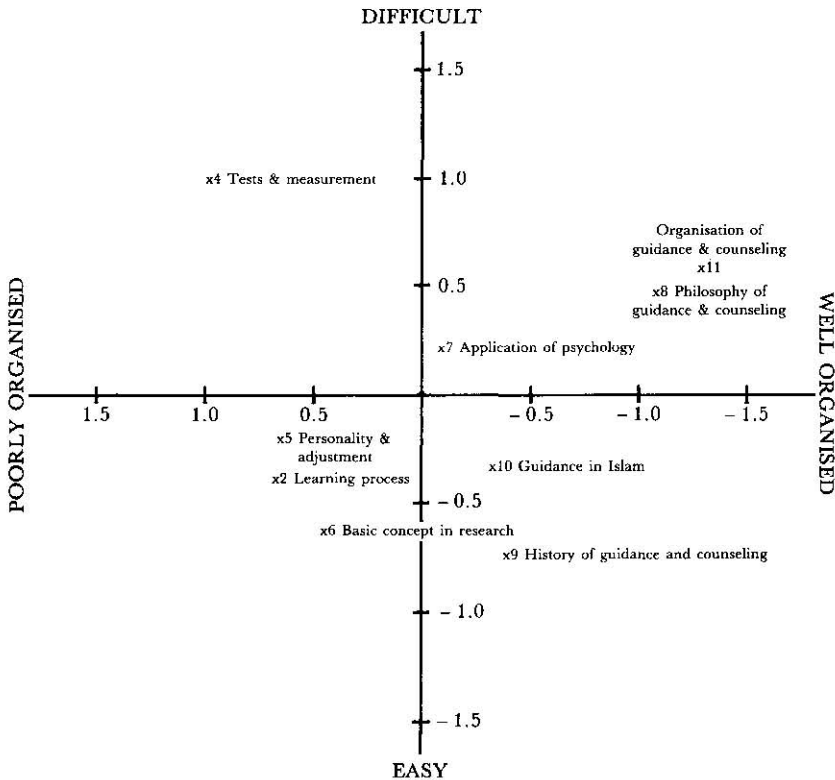 DIFFICULT
1.5
x4 Tests & measurement
1.0
Organisation of
guidance & counseling
x11
0.5
x8 Philosophy of
guidance & counseling
x7 Application of psychology
POORLY ORGANISED
WELL ORGANISED
1.5
1.0
0.5
- 0.5
- 1.0
- 1.5
x5 Personality &
adjustment
x10 Guidance in Islam
x2 Learning process
- 0.5
x6 Basic concept in research
x9 History of guidance and counseling
- 1.0
- 1.5
EASY